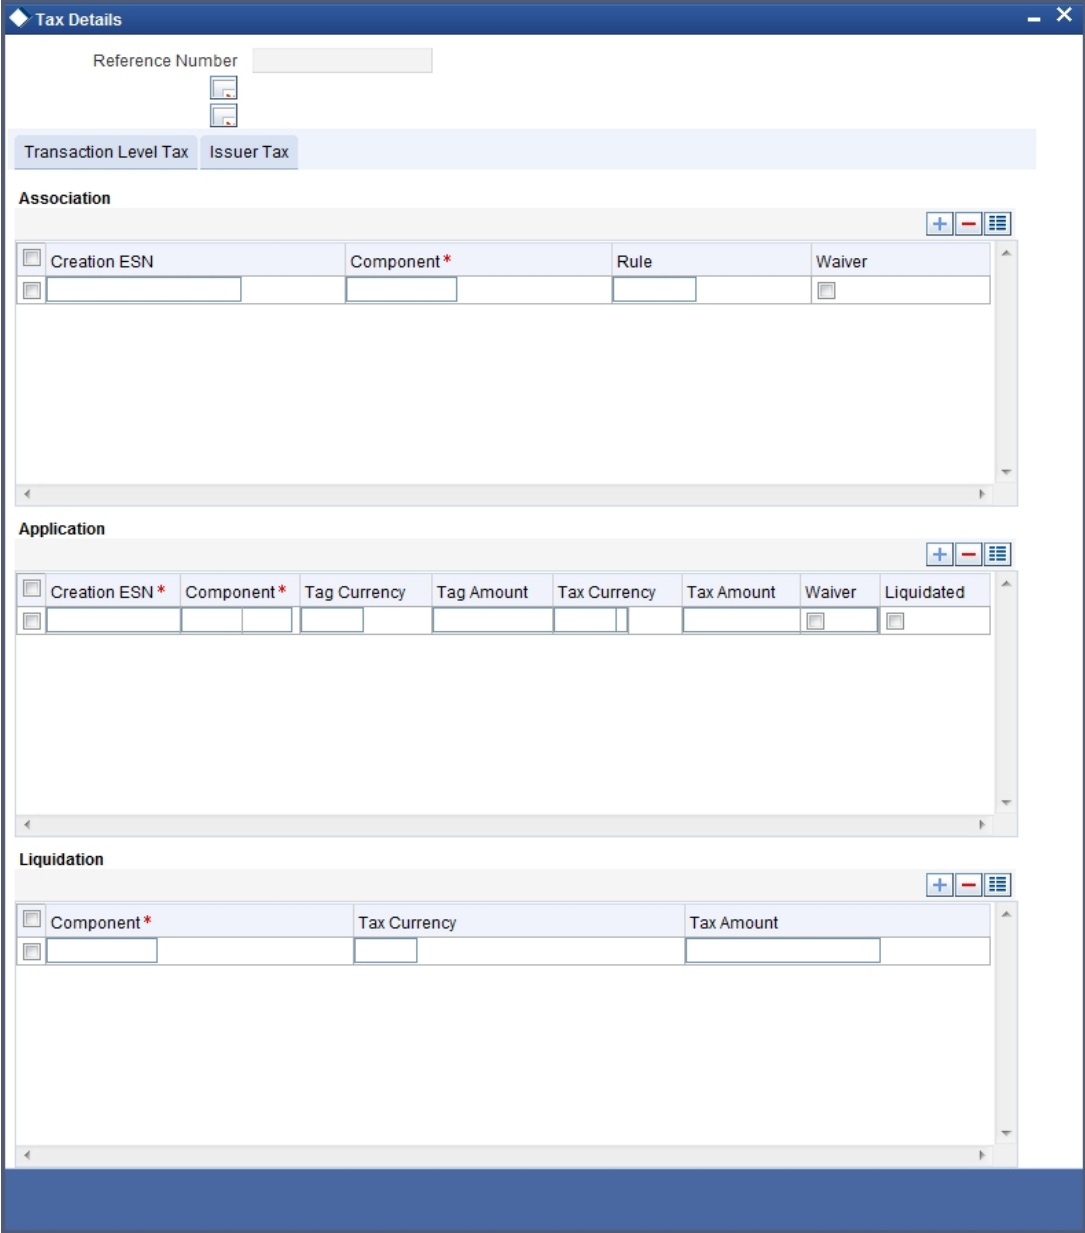 Tax Details
Reference Number
Transaction Level Tax Issuer Tax
Association
Creation ESN Component * Rule Waiver
Application
Creation ESN * Component * Tag Currency Tag Amount Tax Currency Tax Amount Waiver Liquidated
Liquidation
Component * Tax Currency Tax Amount